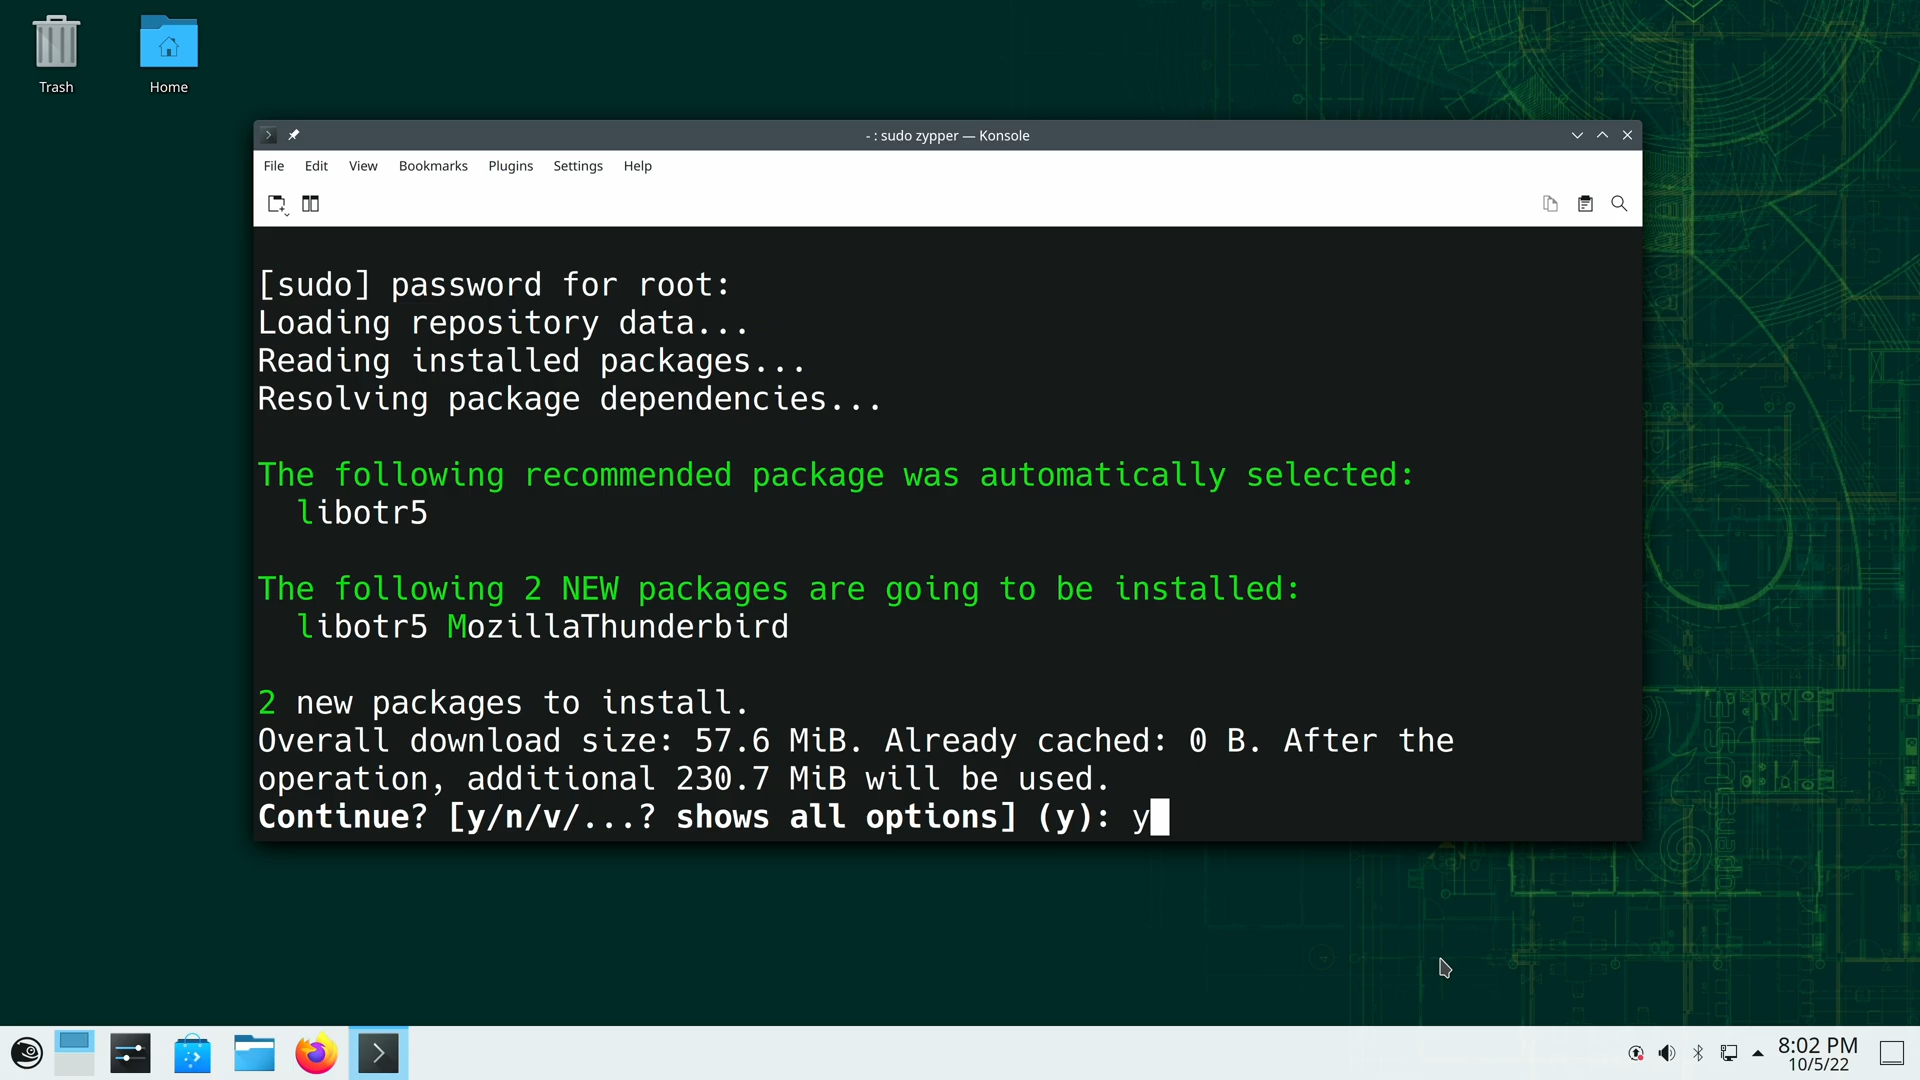 Trash
Home
- : sudo zypper — Konsole
File Edit View Bookmarks Plugins Settings Help
[sudo] password for root:
Loading repository data...
Reading installed packages...
Resolving package dependencies...
The following recommended package was automatically selected:
libotr5
The following 2 NEW packages are going to be installed:
libotr5 MozillaThunderbird
2 new packages to install.
Overall download size: 57.6 MiB. Already cached: 0 B. After the
operation, additional 230.7 MiB will be used.
Continue? [y/n/v/...? shows all options] (y): y
openSUSE
8:02 PM
10/5/22